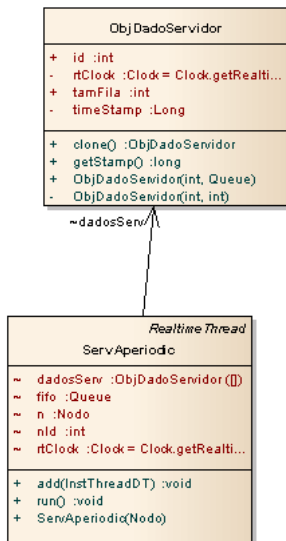 ObjDadoServidor
+ id :int
- rtClock :Clock = Clock.getRealti...
+ tamFila :int
- timeStamp :Long
+ clone() :ObjDadoServidor
+ getStamp() :long
+ ObjDadoServidor(int, Queue)
- ObjDadoServidor(int, int)
~dadosServ
RealtimeThread
ServAperiodic
~ dadosServ :ObjDadoServidor ([])
~ fifo :Queue
~ n :Nodo
~ nId :int
~ rtClock :Clock = Clock.getRealti...
+ add(InstThreadDT) :void
+ run() :void
+ ServAperiodic(Nodo)